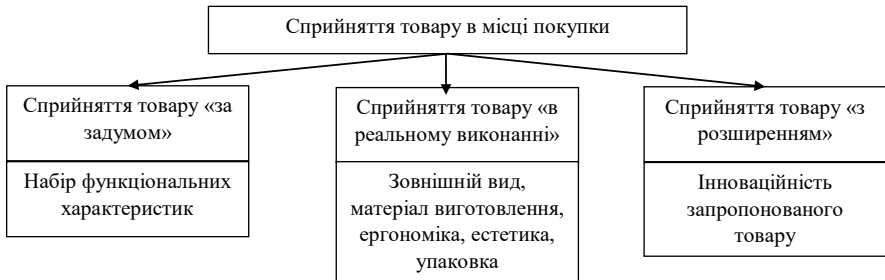 Сприйняття товару в місці покупки
Сприйняття товару «за
задумом»
Набір функціональних
характеристик
Сприйняття товару «в
реальному виконанні»
Зовнішній вид,
матеріал виготовлення,
ергономіка, естетика,
упаковка
Сприйняття товару «з
розширенням»
Інноваційність
запропонованого
товару